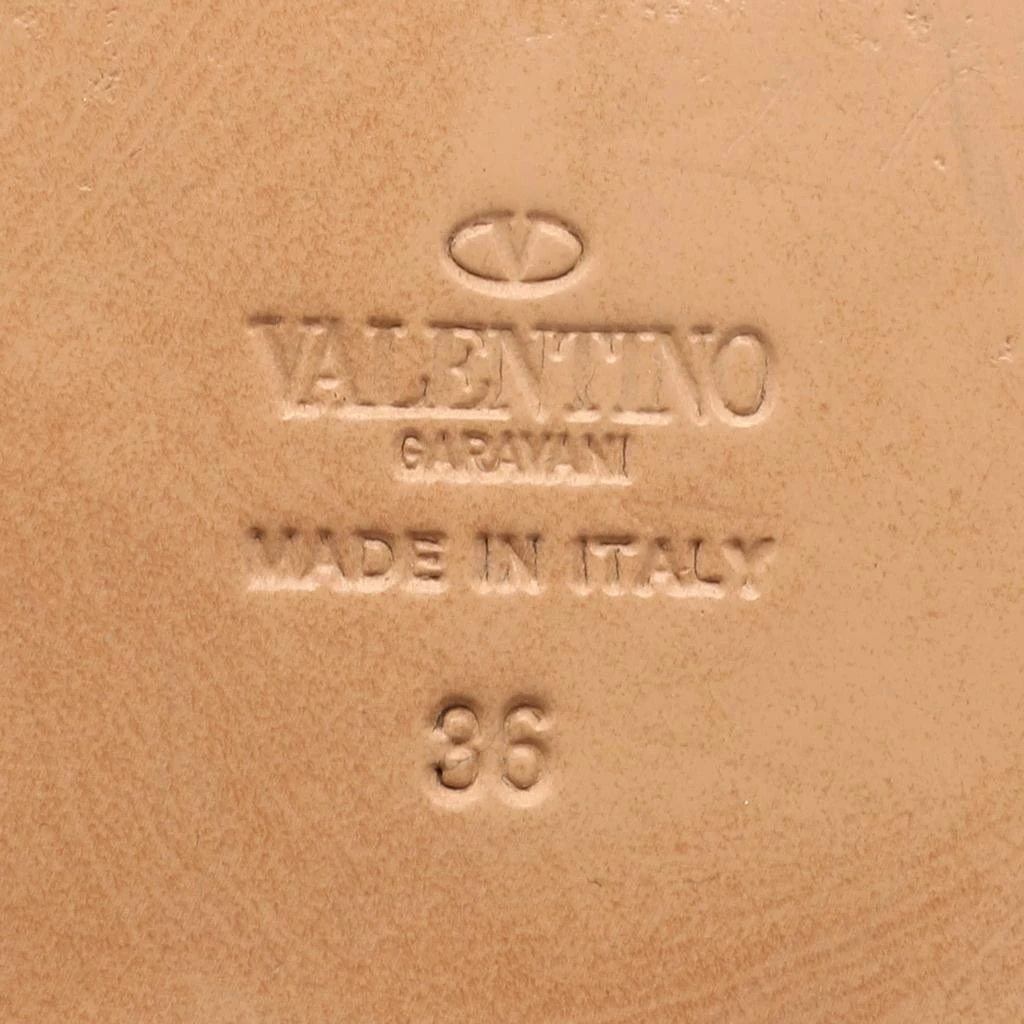 V
VALENTINO
GARAVANI
MADE IN ITALY
36